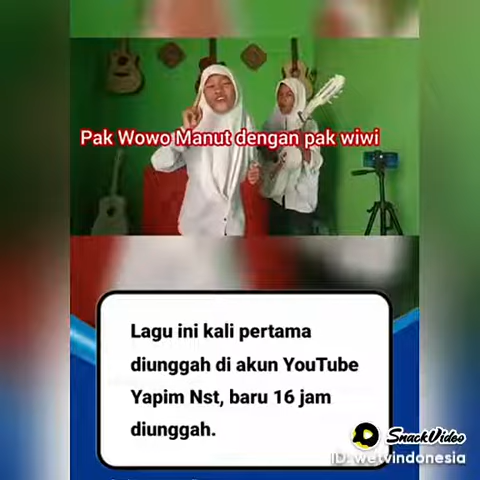 Pak Wowo Manut dengan pak wiwi
Lagu ini kali pertama
diunggah di akun YouTube
Yapim Nst, baru 16 jam
diunggah.
SnackVideo
ID: wetvindonesia